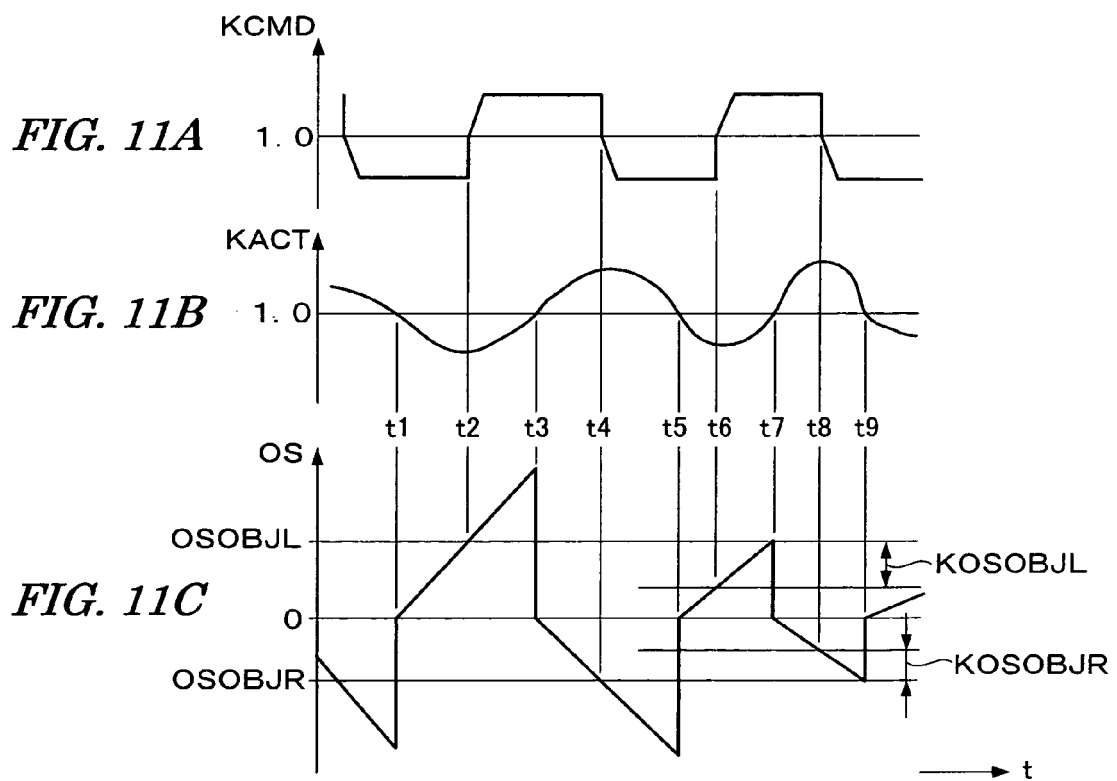 KCMD
FIG. 11A
1. 0
KACT
FIG. 11B
1. 0
t1 t2 t3 t4 t5 t6 t7 t8 t9
OS
OSOBJL
KOSOBJL
FIG. 11C
0
OSOBJR
KOSOBJR
t